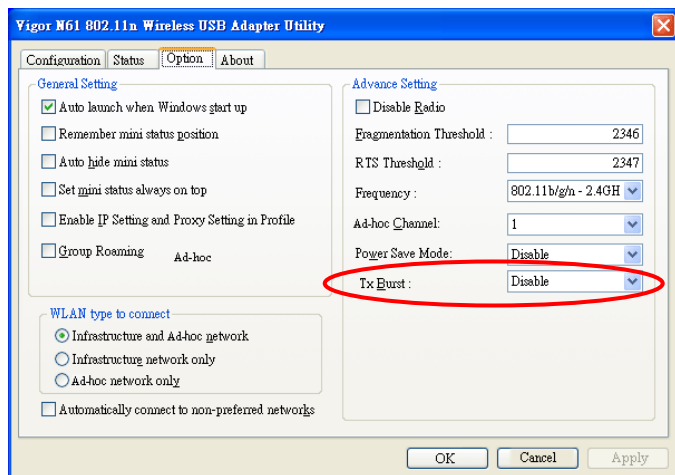 Vigor N61 802.11n Wireless USB Adapter Utility
Configuration Status Option About
General Setting
Auto launch when Windows start up
Remember mini status position
Auto hide mini status
Set mini status always on top
Enable IP Setting and Proxy Setting in Profile
Group Roaming Ad-hoc
WLAN type to connect
Infrastructure and Ad-hoc network
Infrastructure network only
Ad-hoc network only
Automatically connect to non-preferred networks
Advance Setting
Disable Radio
Fragmentation Threshold : 2346
RTS Threshold : 2347
Frequency : 802.11b/g/n - 2.4GH
Ad-hoc Channel: 1
Power Save Mode: Disable
Tx Burst : Disable
OK Cancel Apply